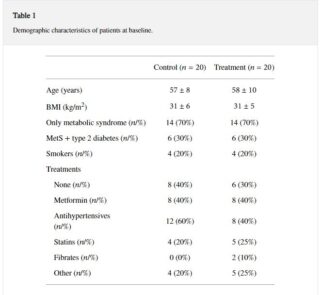 Table 1
Demographic characteristics of patients at baseline.
Control (n = 20) Treatment (n = 20)
Age (years) 57 ± 8 58 ± 10
BMI (kg/m²) 31 ± 6 31 ± 5
Only metabolic syndrome (n/%) 14 (70%) 14 (70%)
MetS + type 2 diabetes (n/%) 6 (30%) 6 (30%)
Smokers (n/%) 4 (20%) 4 (20%)
Treatments
None (n/%) 8 (40%) 6 (30%)
Metformin (n/%) 8 (40%) 8 (40%)
Antihypertensives
(n/%) 12 (60%) 8 (40%)
Statins (n/%) 4 (20%) 5 (25%)
Fibrates (n/%) 0 (0%) 2 (10%)
Other (n/%) 4 (20%) 5 (25%)